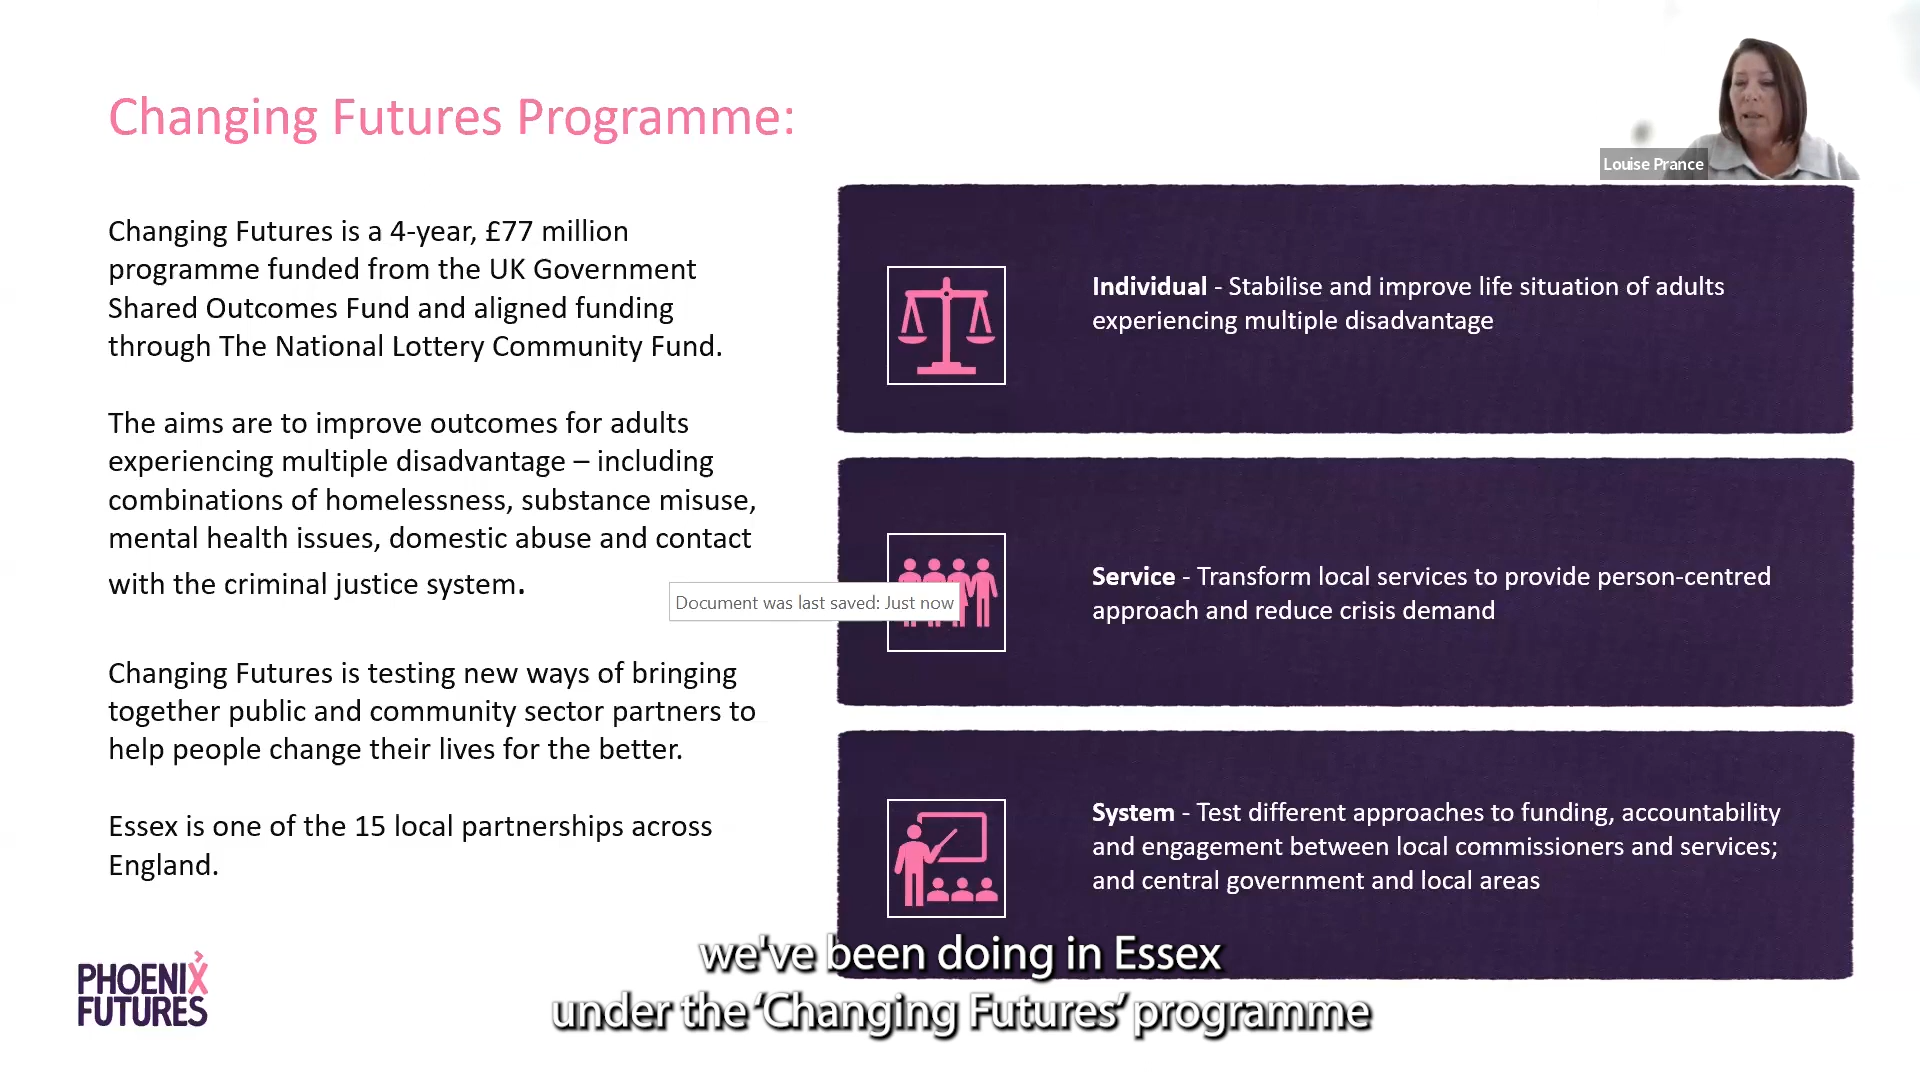 Changing Futures Programme:
Louise Prance
Changing Futures is a 4-year, £77 million
programme funded from the UK Government
Shared Outcomes Fund and aligned funding
through The National Lottery Community Fund.
The aims are to improve outcomes for adults
experiencing multiple disadvantage – including
combinations of homelessness, substance misuse,
mental health issues, domestic abuse and contact
with the criminal justice system.
Document was last saved: Just now
Changing Futures is testing new ways of bringing
together public and community sector partners to
help people change their lives for the better.
Essex is one of the 15 local partnerships across
England.
Individual - Stabilise and improve life situation of adults
experiencing multiple disadvantage
Service - Transform local services to provide person-centred
approach and reduce crisis demand
System - Test different approaches to funding, accountability
and engagement between local commissioners and services;
and central government and local areas
PHOENIX
FUTURES
we've been doing in Essex
under the ‘Changing Futures’ programme